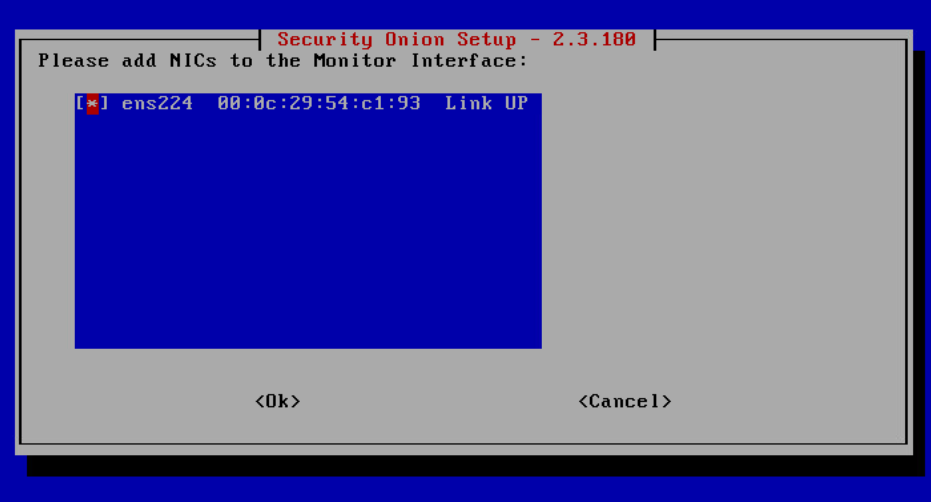 Security Onion Setup - 2.3.180
Please add NICs to the Monitor Interface:
[*] ens224  00:0c:29:54:c1:93  Link UP
<Ok> <Cancel>